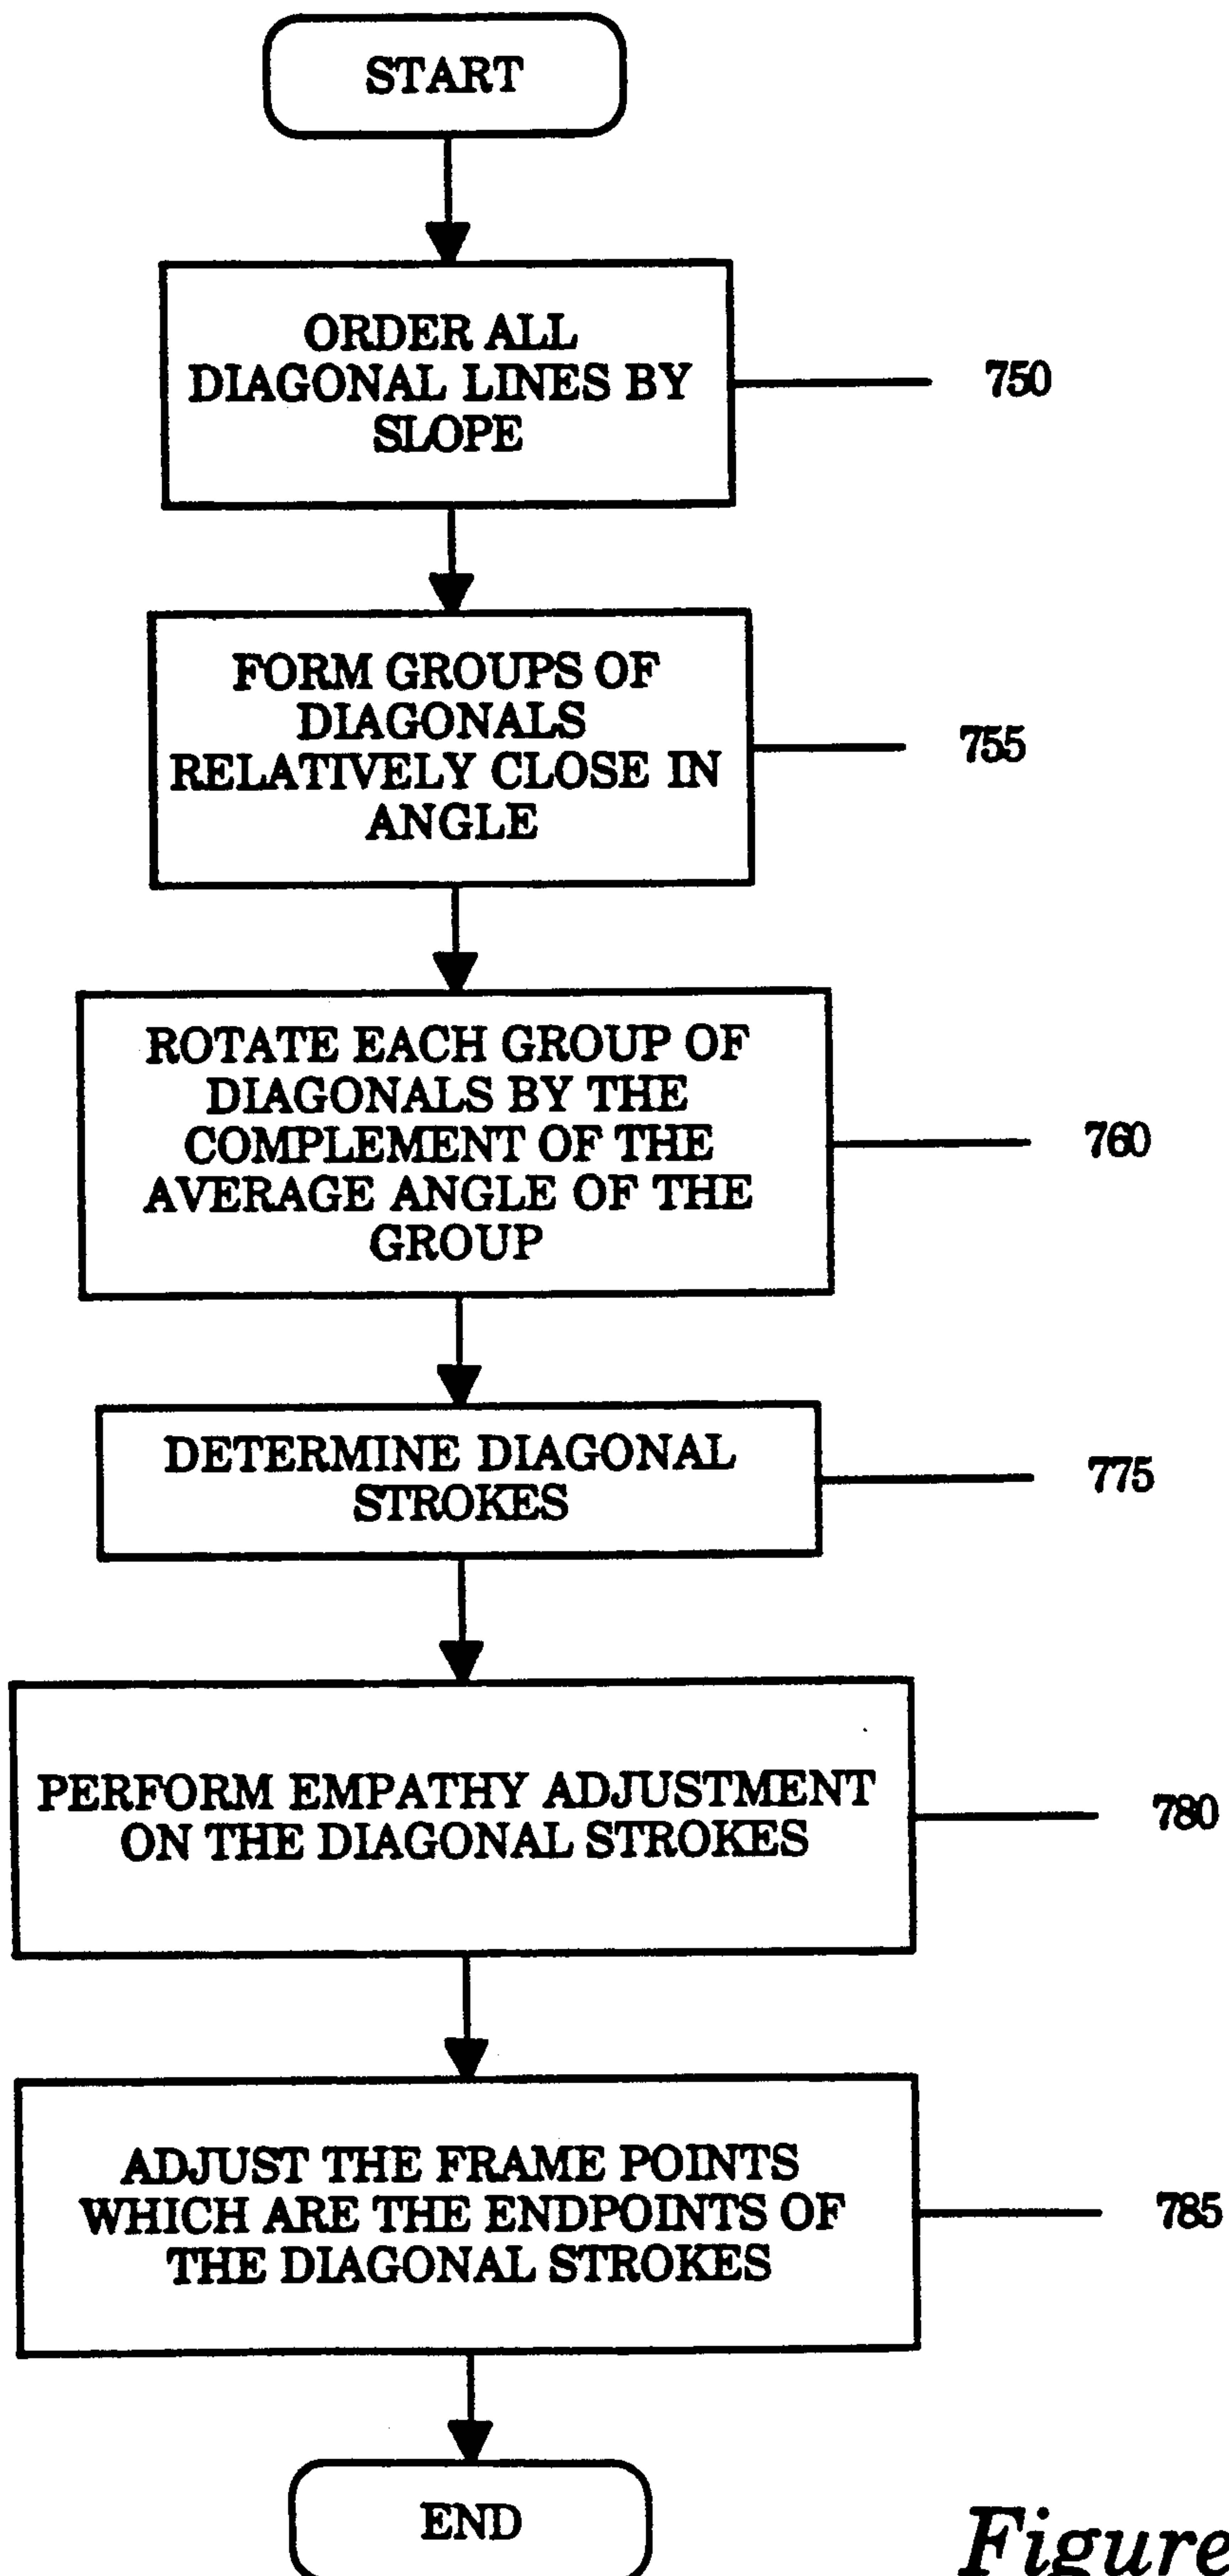 START
ORDER ALL
DIAGONAL LINES BY
SLOPE
750
FORM GROUPS OF
DIAGONALS
RELATIVELY CLOSE IN
ANGLE
755
ROTATE EACH GROUP OF
DIAGONALS BY THE
COMPLEMENT OF THE
AVERAGE ANGLE OF THE
GROUP
760
DETERMINE DIAGONAL
STROKES
775
PERFORM EMPATHY ADJUSTMENT
ON THE DIAGONAL STROKES
780
ADJUST THE FRAME POINTS
WHICH ARE THE ENDPOINTS OF
THE DIAGONAL STROKES
785
END
Figure